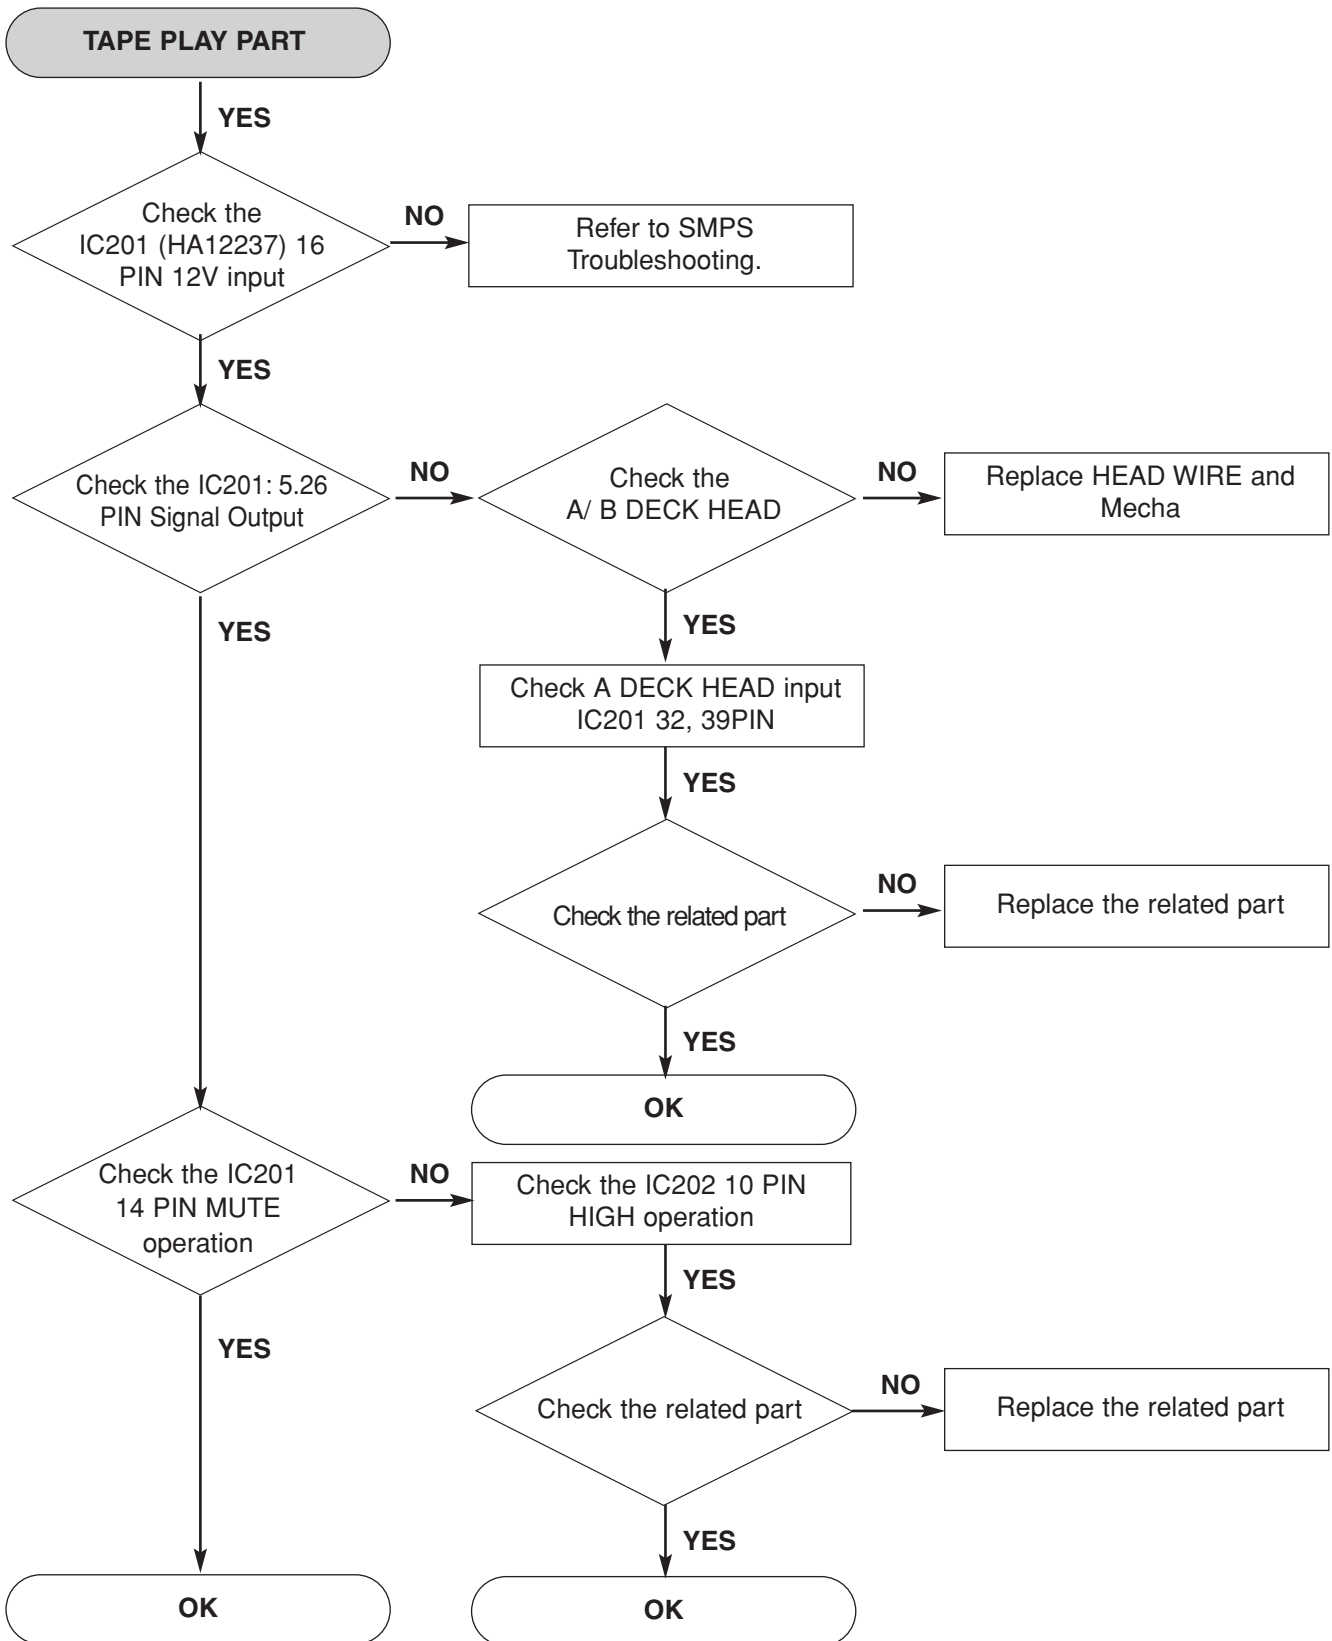 TAPE PLAY PART
YES
Check the
IC201 (HA12237) 16
PIN 12V input
NO
Refer to SMPS
Troubleshooting.
YES
Check the IC201: 5.26
PIN Signal Output
NO
Check the
A/ B DECK HEAD
NO
Replace HEAD WIRE and
Mecha
YES
YES
Check A DECK HEAD input
IC201 32, 39PIN
YES
Check the related part
NO
Replace the related part
YES
OK
Check the IC201
14 PIN MUTE
operation
NO
Check the IC202 10 PIN
HIGH operation
YES
YES
Check the related part
NO
Replace the related part
YES
OK
OK